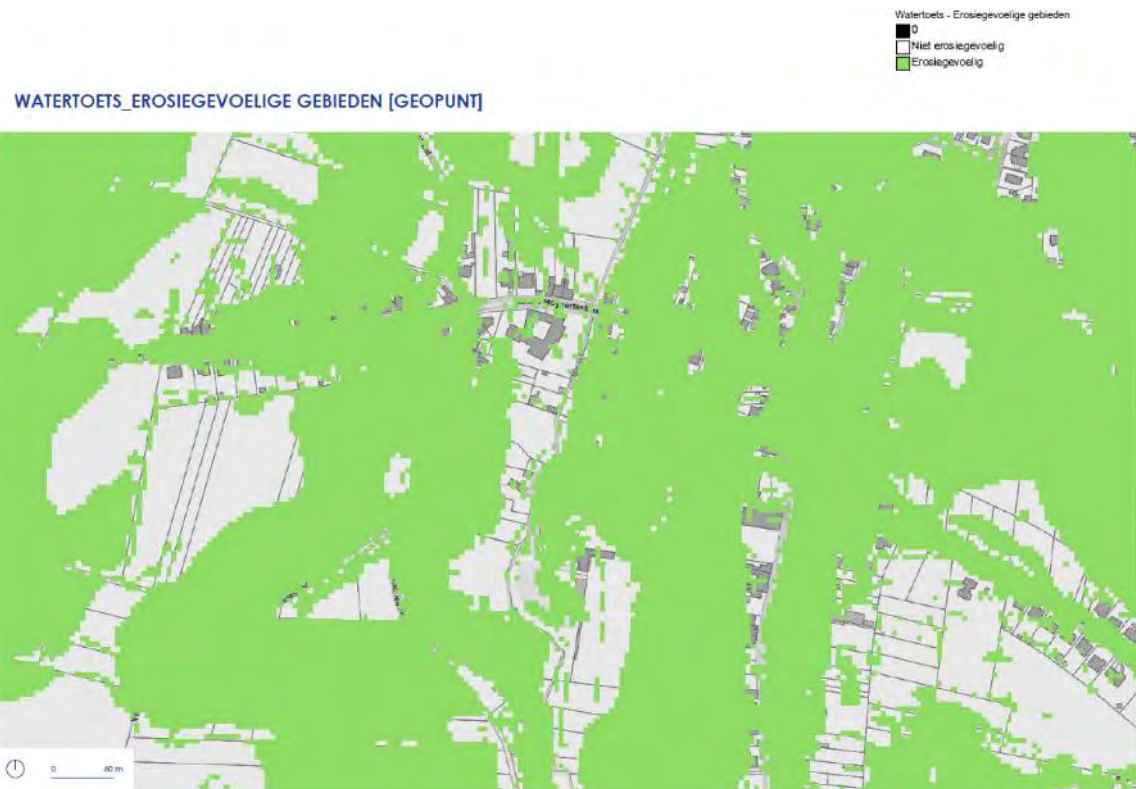 Watertoets - Erosiegevoelige gebieden
0
Niet erosiegevoelig
Erosiegevoelig
WATERTOETS_EROSIEGEVOELIGE GEBIEDEN [GEOPUNT]
0
60 m